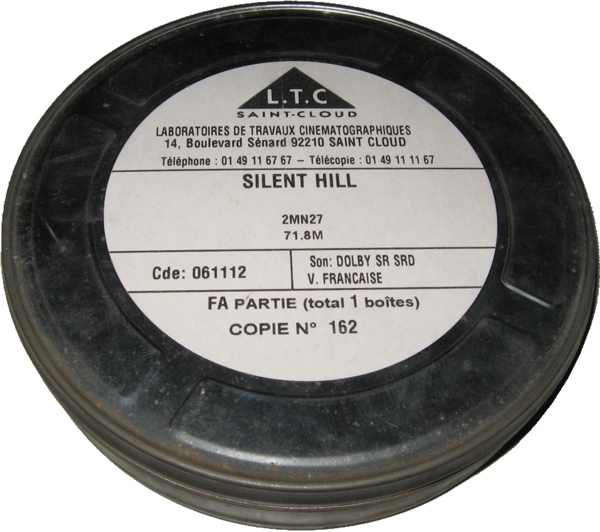 L.T.C
SAINT-CLOUD
LABORATOIRES DE TRAVAUX CINEMATOGRAPHIQUES
14, Boulevard Sénard 92210 SAINT CLOUD
Téléphone : 01 49 11 67 67 – Télécopie : 01 49 11 11 67
SILENT HILL
2MN27
71.8M
Cde: 061112
Son: DOLBY SR SRD
V. FRANCAISE
FA PARTIE (total 1 boîtes)
COPIE N° 162